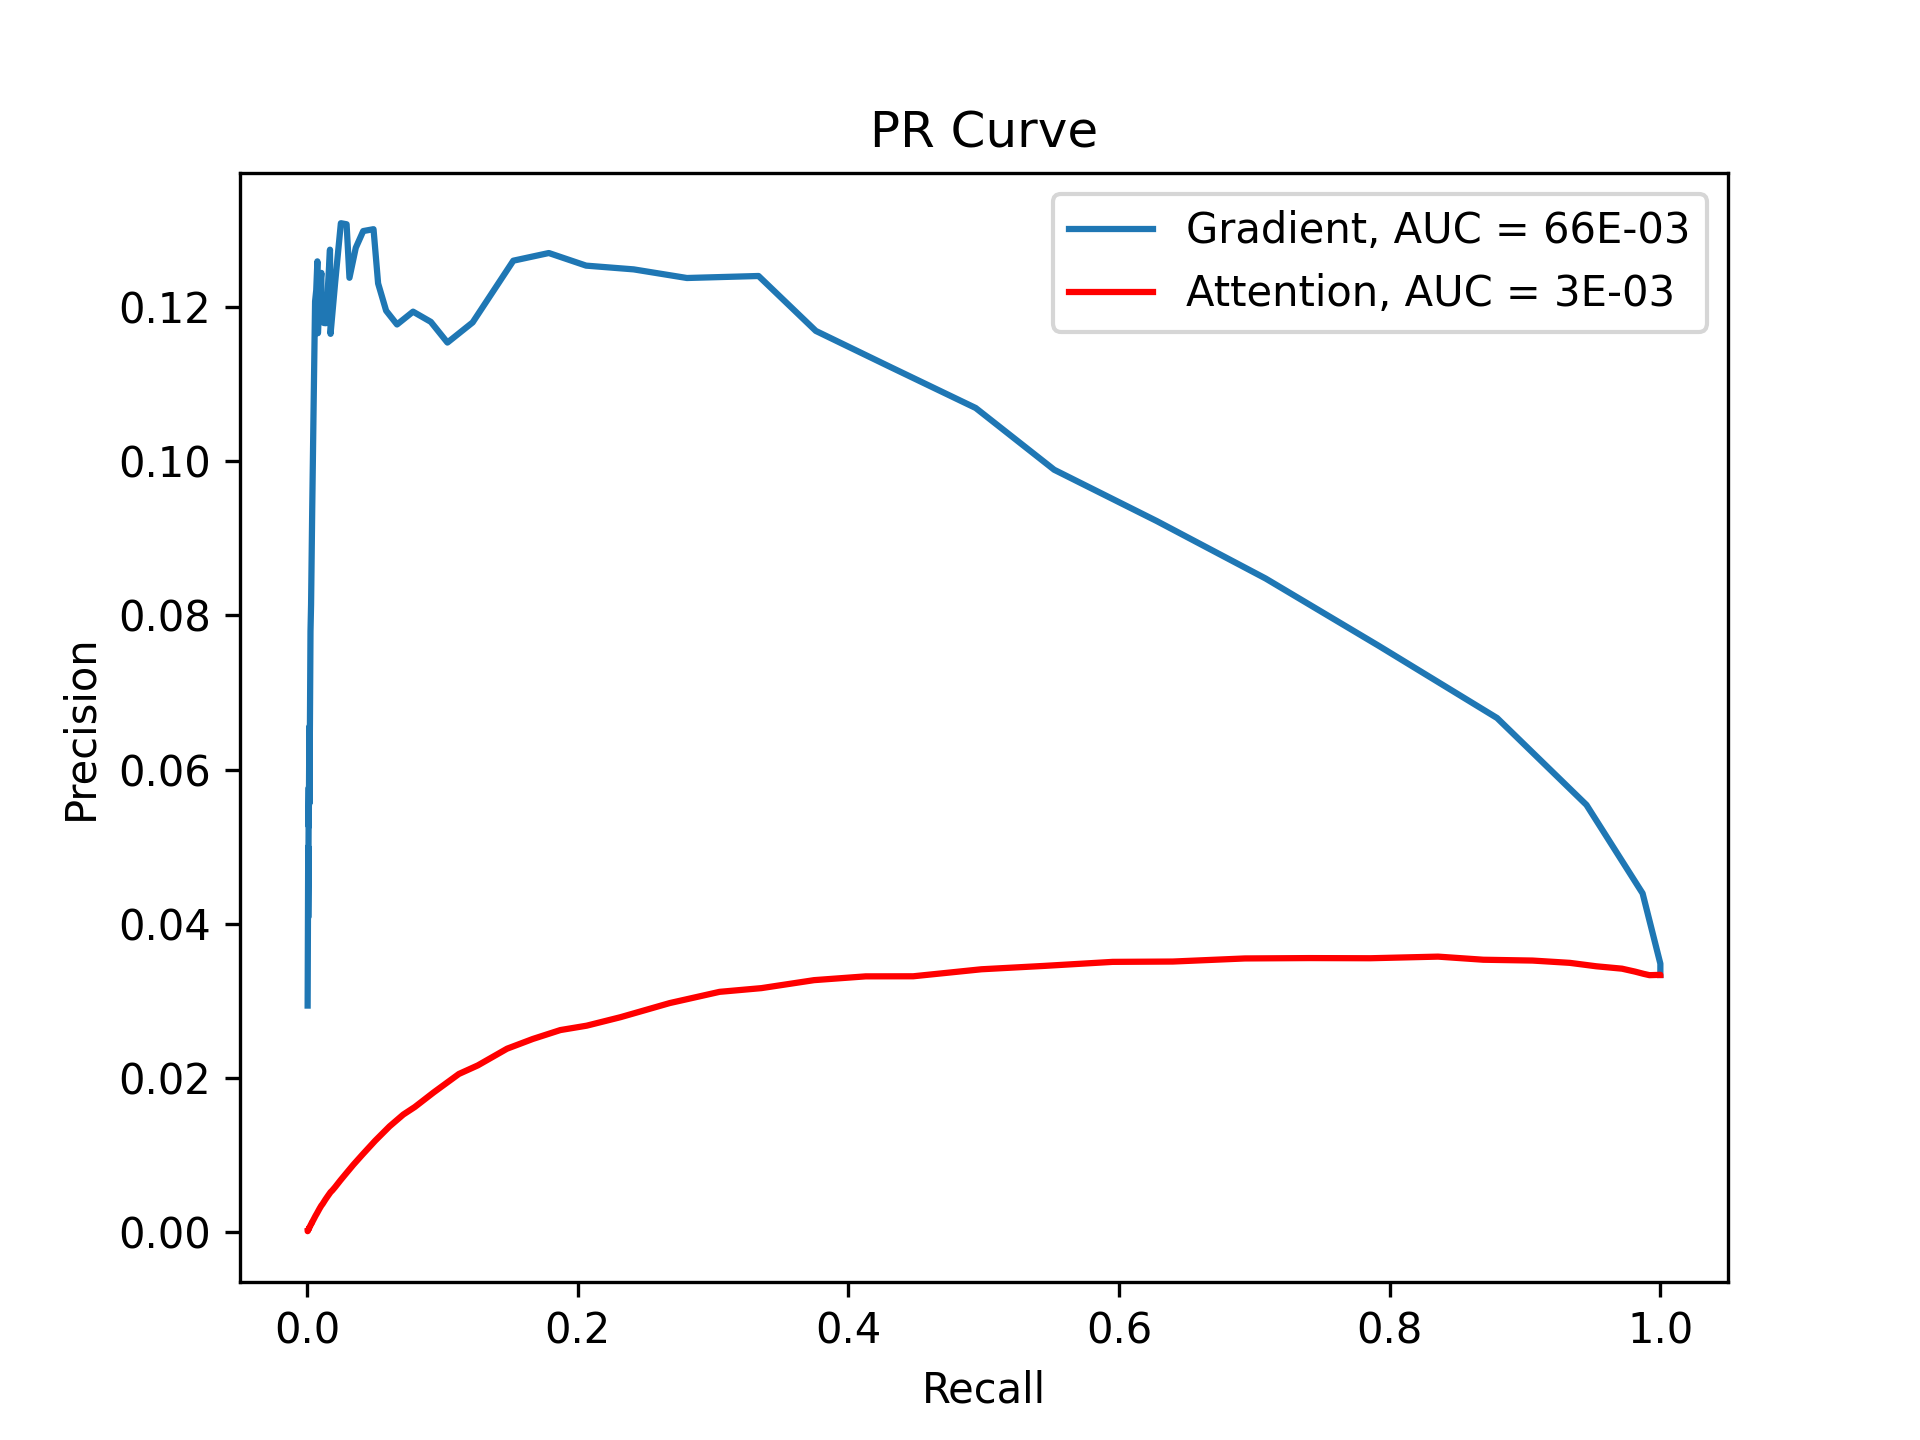 PR Curve
Gradient, AUC = 66E-03
Attention, AUC = 3E-03
Precision
0.12
0.10
0.08
0.06
0.04
0.02
0.00
0.0 0.2 0.4 0.6 0.8 1.0
Recall